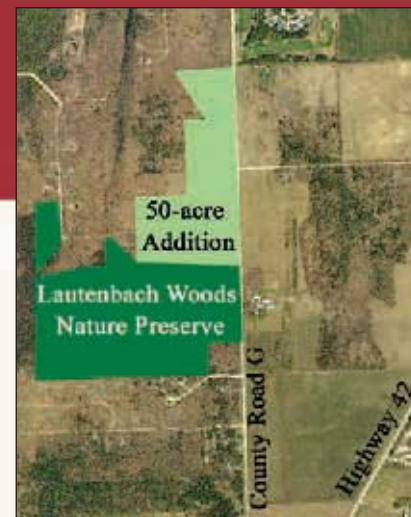 50-acre
Addition
Lautenbach Woods
Nature Preserve
County Road G
Highway 42